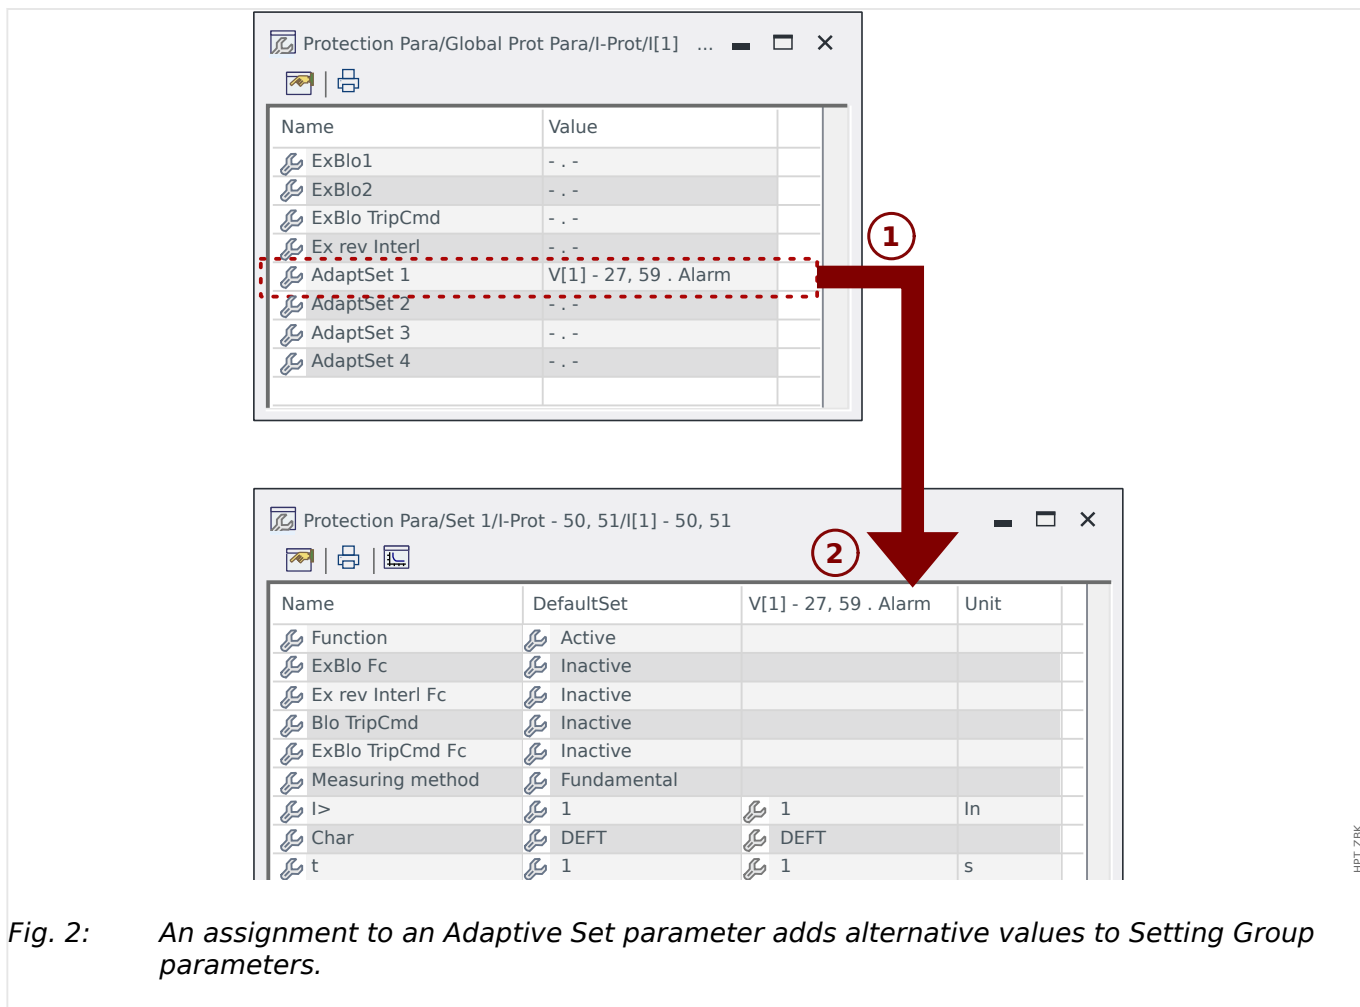 Protection Para/Global Prot Para/I-Prot/I[1] ...
Name Value
ExBlo1 - . -
ExBlo2 - . -
ExBlo TripCmd - . -
Ex rev Interl - . -
1
AdaptSet 1 V[1] - 27, 59 . Alarm
AdaptSet 2 - . -
AdaptSet 3 - . -
AdaptSet 4 - . -
Protection Para/Set 1/I-Prot - 50, 51/I[1] - 50, 51
2
Name DefaultSet V[1] - 27, 59 . Alarm Unit
Function Active
ExBlo Fc Inactive
Ex rev Interl Fc Inactive
Blo TripCmd Inactive
ExBlo TripCmd Fc Inactive
Measuring method Fundamental
I> 1 1 In
Char DEFT DEFT
t 1 1 s
HPT ZBK
Fig. 2: An assignment to an Adaptive Set parameter adds alternative values to Setting Group
parameters.